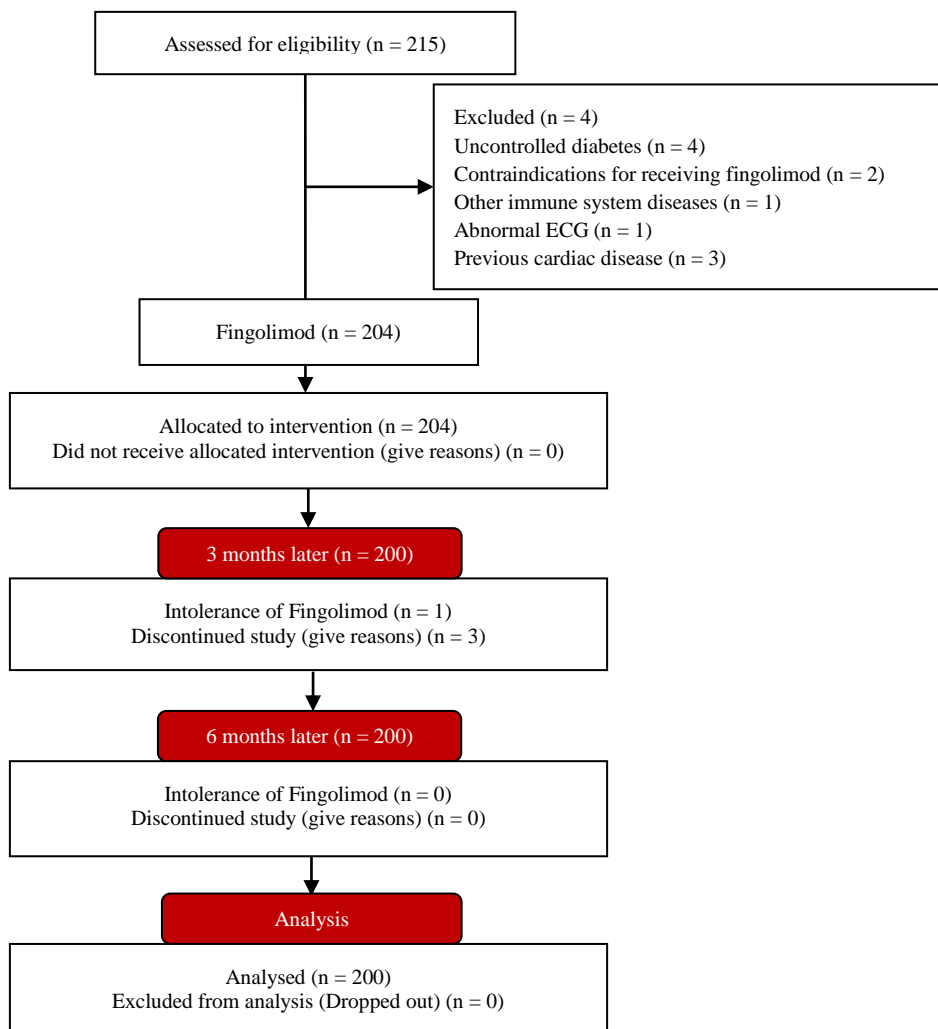 Assessed for eligibility (n = 215)
Excluded (n = 4)
Uncontrolled diabetes (n = 4)
Contraindications for receiving fingolimod (n = 2)
Other immune system diseases (n = 1)
Abnormal ECG (n = 1)
Previous cardiac disease (n = 3)
Fingolimod (n = 204)
Allocated to intervention (n = 204)
Did not receive allocated intervention (give reasons) (n = 0)
3 months later (n = 200)
Intolerance of Fingolimod (n = 1)
Discontinued study (give reasons) (n = 3)
6 months later (n = 200)
Intolerance of Fingolimod (n = 0)
Discontinued study (give reasons) (n = 0)
Analysis
Analysed (n = 200)
Excluded from analysis (Dropped out) (n = 0)